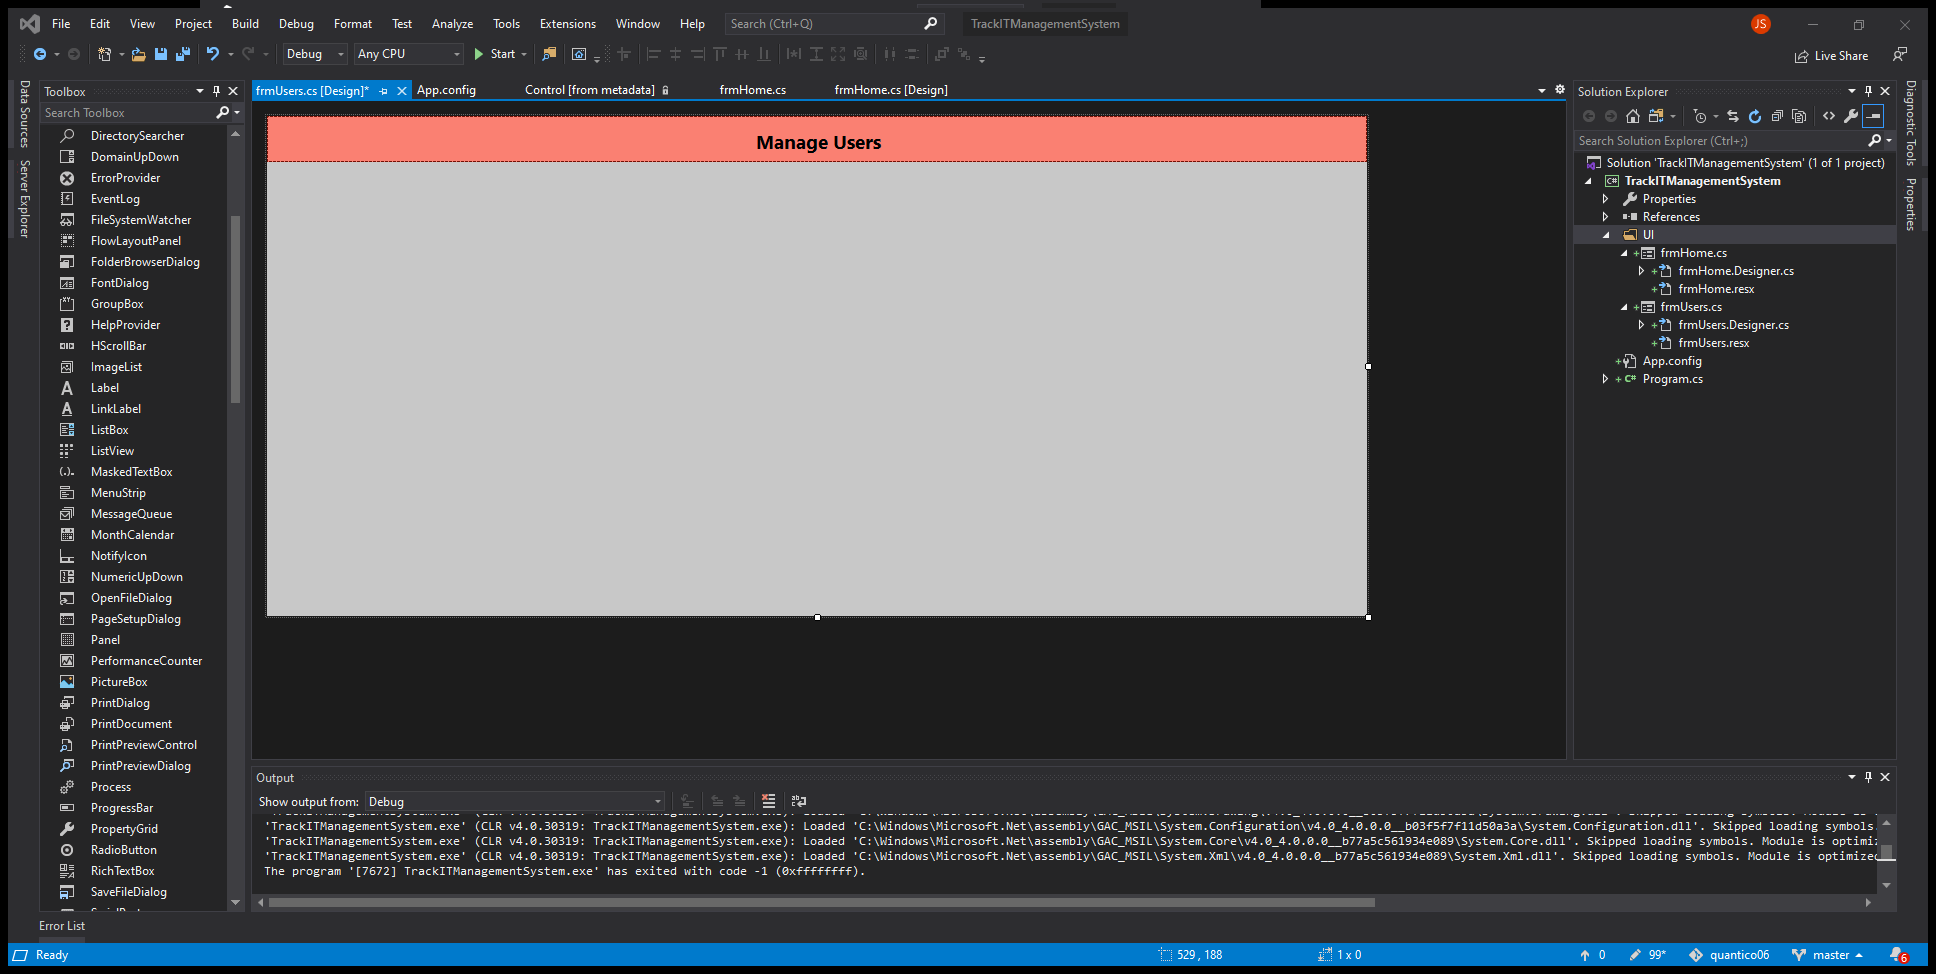 File Edit View Project Build Debug Format Test Analyze Tools Extensions Window Help Search (Ctrl+Q) TrackITManagementSystem JS
Debug Any CPU Start Live Share
Data Sources
Server Explorer
Toolbox
Search Toolbox
DirectorySearcher
DomainUpDown
ErrorProvider
EventLog
FileSystemWatcher
FlowLayoutPanel
FolderBrowserDialog
FontDialog
GroupBox
HelpProvider
HScrollBar
ImageList
Label
LinkLabel
ListBox
ListView
MaskedTextBox
MenuStrip
MessageQueue
MonthCalendar
NotifyIcon
NumericUpDown
OpenFileDialog
PageSetupDialog
Panel
PerformanceCounter
PictureBox
PrintDialog
PrintDocument
PrintPreviewControl
PrintPreviewDialog
Process
ProgressBar
PropertyGrid
RadioButton
RichTextBox
SaveFileDialog
frmUsers.cs [Design]* App.config Control [from metadata] frmHome.cs frmHome.cs [Design]
Manage Users
Solution Explorer
Search Solution Explorer (Ctrl+;)
Solution 'TrackITManagementSystem' (1 of 1 project)
TrackITManagementSystem
Properties
References
UI
frmHome.cs
frmHome.Designer.cs
frmHome.resx
frmUsers.cs
frmUsers.Designer.cs
frmUsers.resx
App.config
Program.cs
Diagnostic Tools
Properties
Output
Show output from: Debug
'TrackITManagementSystem.exe' (CLR v4.0.30319: TrackITManagementSystem.exe): Loaded 'C:\Windows\Microsoft.Net\assembly\GAC_MSIL\System.Configuration\v4.0_4.0.0.0__b03f5f7f11d50a3a\System.Configuration.dll'. Skipped loading symbols.
'TrackITManagementSystem.exe' (CLR v4.0.30319: TrackITManagementSystem.exe): Loaded 'C:\Windows\Microsoft.Net\assembly\GAC_MSIL\System.Core\v4.0_4.0.0.0__b77a5c561934e089\System.Core.dll'. Skipped loading symbols. Module is optimi
'TrackITManagementSystem.exe' (CLR v4.0.30319: TrackITManagementSystem.exe): Loaded 'C:\Windows\Microsoft.Net\assembly\GAC_MSIL\System.Xml\v4.0_4.0.0.0__b77a5c561934e089\System.Xml.dll'. Skipped loading symbols. Module is optimized
The program '[7672] TrackITManagementSystem.exe' has exited with code -1 (0xffffffff).
Error List
Ready 529 , 188 1 x 0 0 99* quantico06 master 6